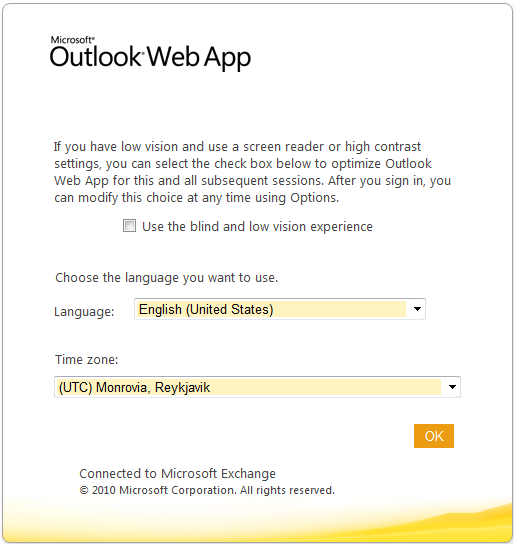 Microsoft®
Outlook® Web App
If you have low vision and use a screen reader or high contrast
settings, you can select the check box below to optimize Outlook
Web App for this and all subsequent sessions. After you sign in, you
can modify this choice at any time using Options.
Use the blind and low vision experience
Choose the language you want to use.
Language: English (United States)
Time zone:
(UTC) Monrovia, Reykjavik
OK
Connected to Microsoft Exchange
© 2010 Microsoft Corporation. All rights reserved.